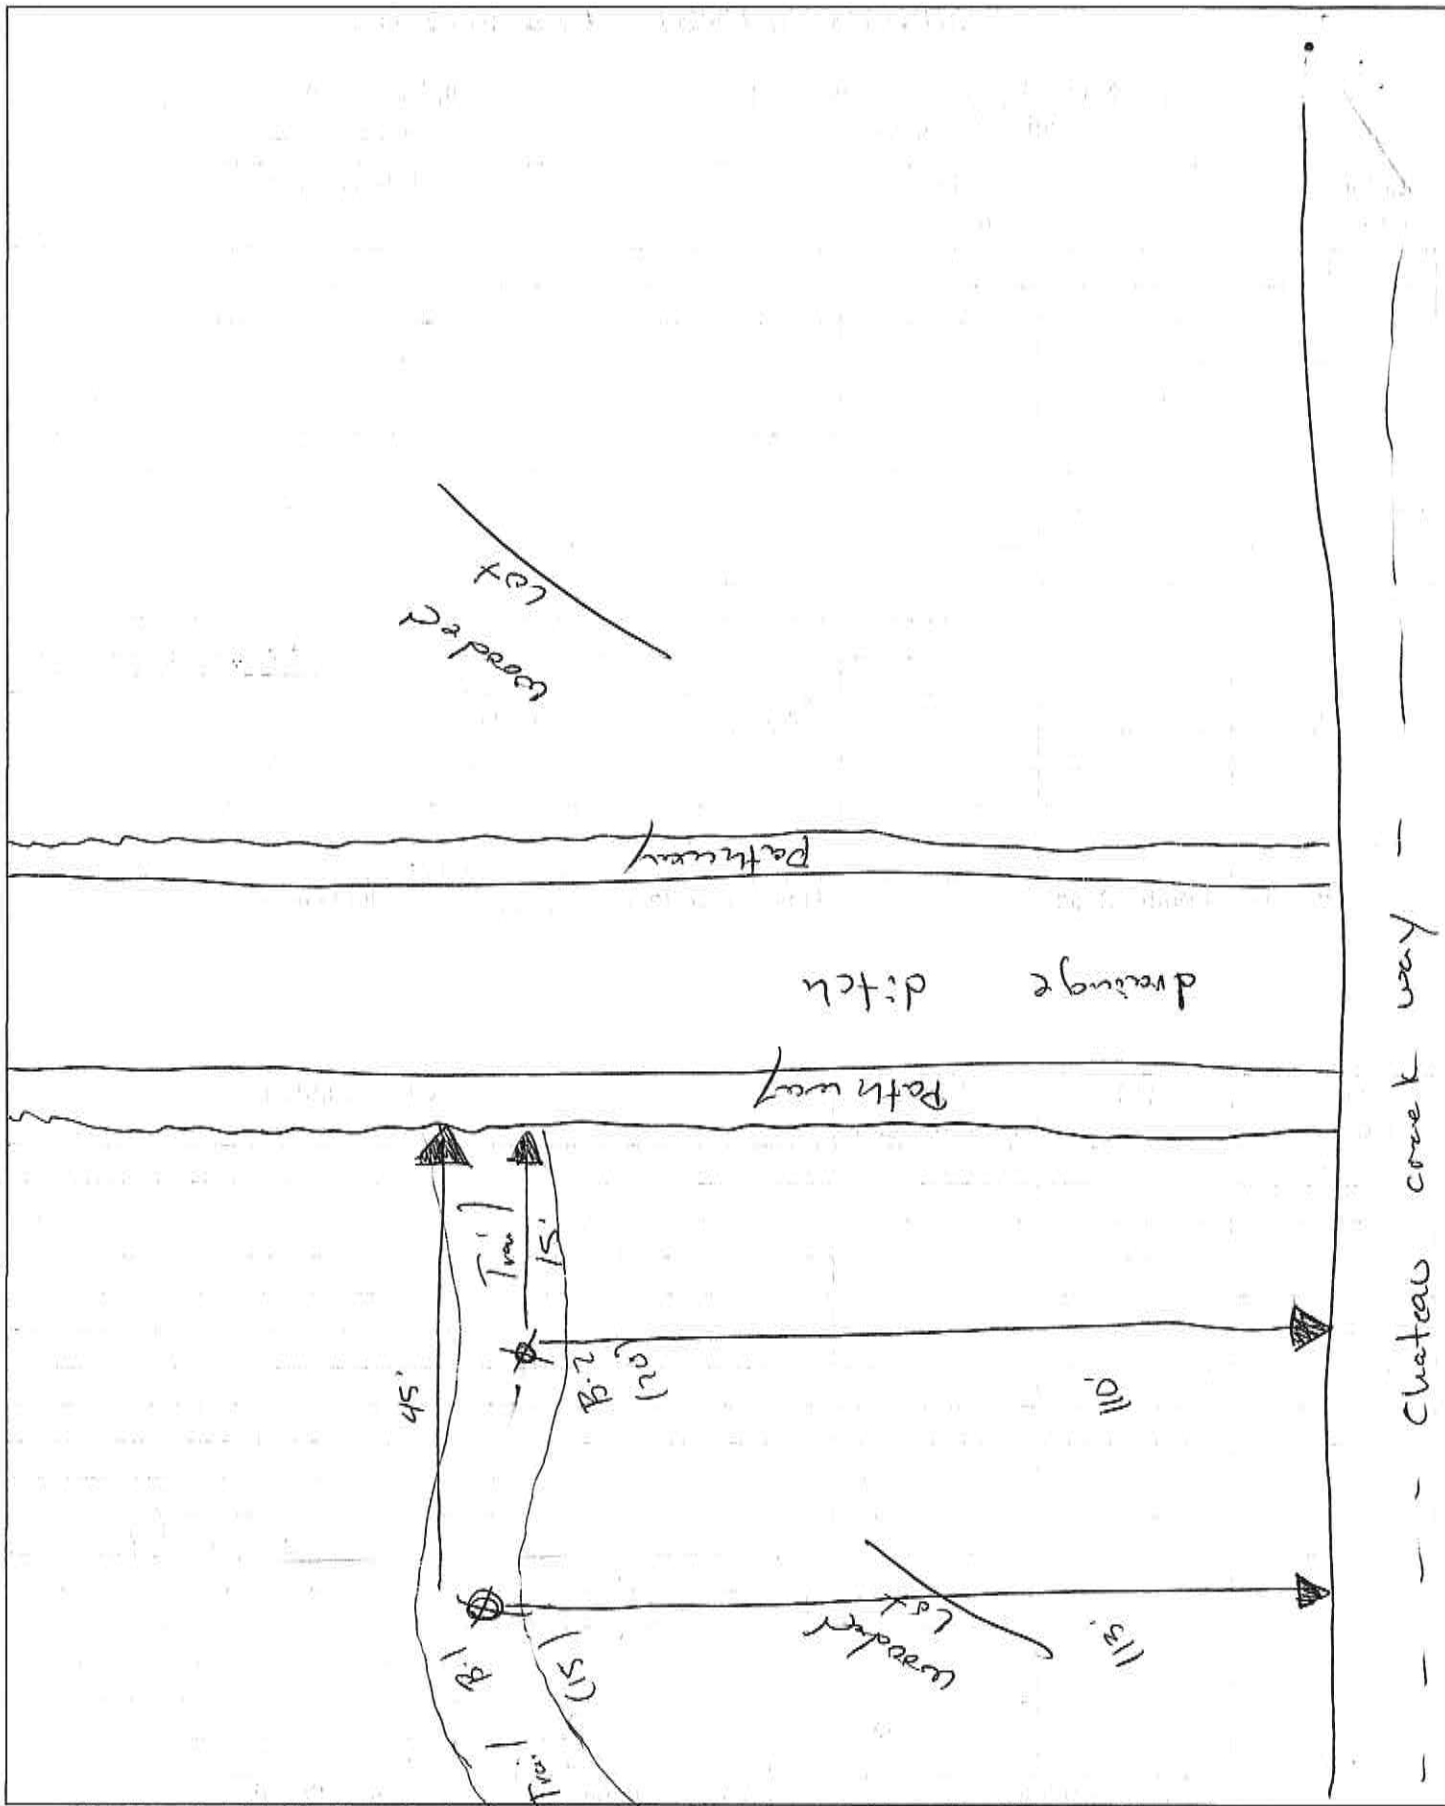 wooded
Lot
Pathway
drainge ditch
Pathway
Trail
15'
45'
B.2
(20')
110'
B.1
(15')
Trail
wooded
Lot
113'
- - - - Chateau creek way - -